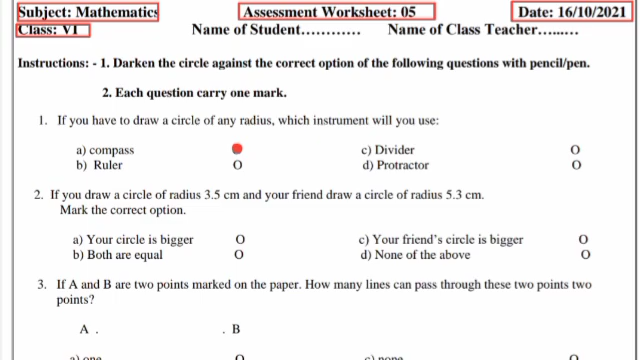 Subject: Mathematics Assessment Worksheet: 05 Date: 16/10/2021
Class: VI Name of Student………… Name of Class Teacher….….…
Instructions: - 1. Darken the circle against the correct option of the following questions with pencil/pen.
2. Each question carry one mark.
1. If you have to draw a circle of any radius, which instrument will you use:
a) compass c) Divider O
b) Ruler O d) Protractor O
2. If you draw a circle of radius 3.5 cm and your friend draw a circle of radius 5.3 cm.
Mark the correct option.
a) Your circle is bigger O c) Your friend's circle is bigger O
b) Both are equal O d) None of the above O
3. If A and B are two points marked on the paper. How many lines can pass through these two points two
points?
A . . B
a) one O c) none O